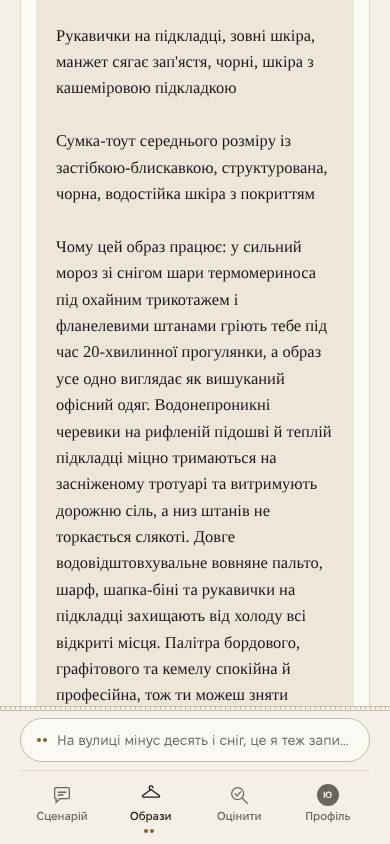 Рукавички на підкладці, зовні шкіра,
манжет сягає зап'ястя, чорні, шкіра з
кашеміровою підкладкою
Сумка-тоут середнього розміру із
застібкою-блискавкою, структурована,
чорна, водостійка шкіра з покриттям
Чому цей образ працює: у сильний
мороз зі снігом шари термомериноса
під охайним трикотажем і
фланелевими штанами гріють тебе під
час 20-хвилинної прогулянки, а образ
усе одно виглядає як вишуканий
офісний одяг. Водонепроникні
черевики на рифленій підошві й теплій
підкладці міцно тримаються на
засніженому тротуарі та витримують
дорожню сіль, а низ штанів не
торкається слякоті. Довге
водовідштовхувальне вовняне пальто,
шарф, шапка-біні та рукавички на
підкладці захищають від холоду всі
відкриті місця. Палітра бордового,
графітового та кемелу спокійна й
професійна, тож ти можеш зняти
На вулиці мінус десять і сніг, це я теж запи...
Сценарій
Образи
Оцінити
Ю
Профіль